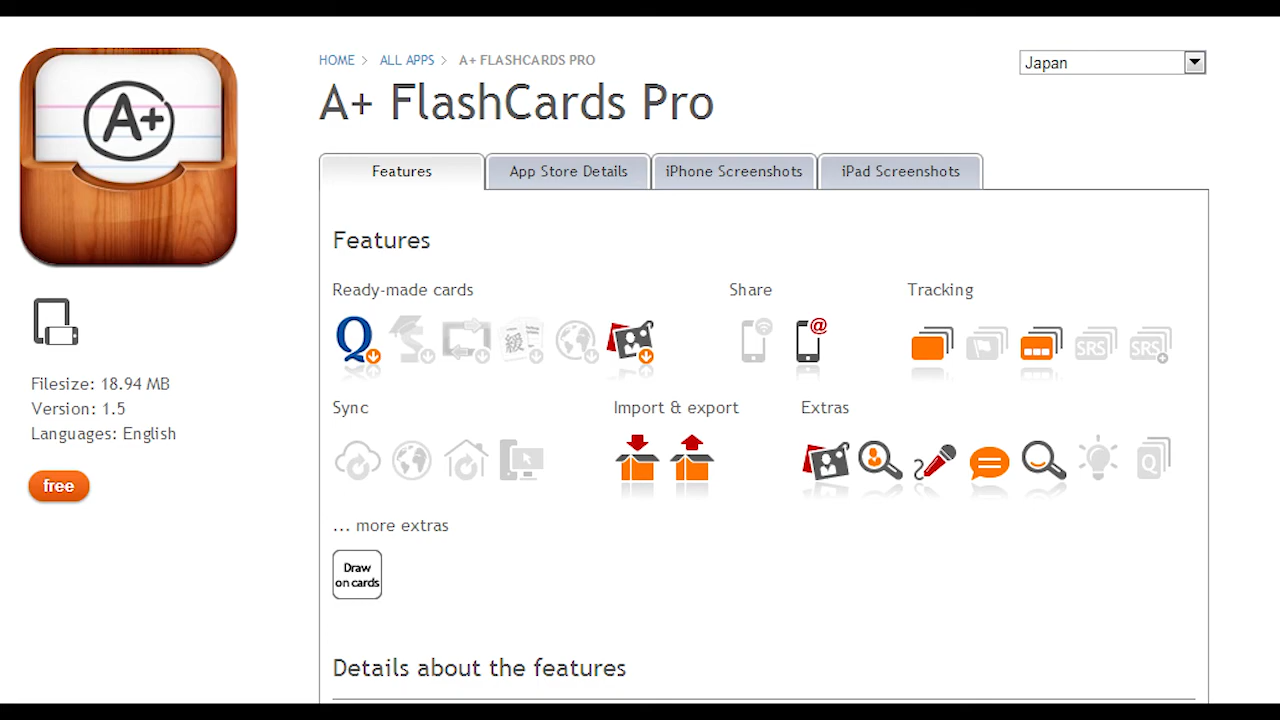 HOME > ALL APPS > A+ FLASHCARDS PRO
Japan
A+ FlashCards Pro
A+
Features
App Store Details
iPhone Screenshots
iPad Screenshots
Features
Ready-made cards
Share
Tracking
Q
@
SRS
SRS
Filesize: 18.94 MB
Version: 1.5
Languages: English
free
Sync
Import & export
Extras
Q
... more extras
Draw
on cards
Details about the features